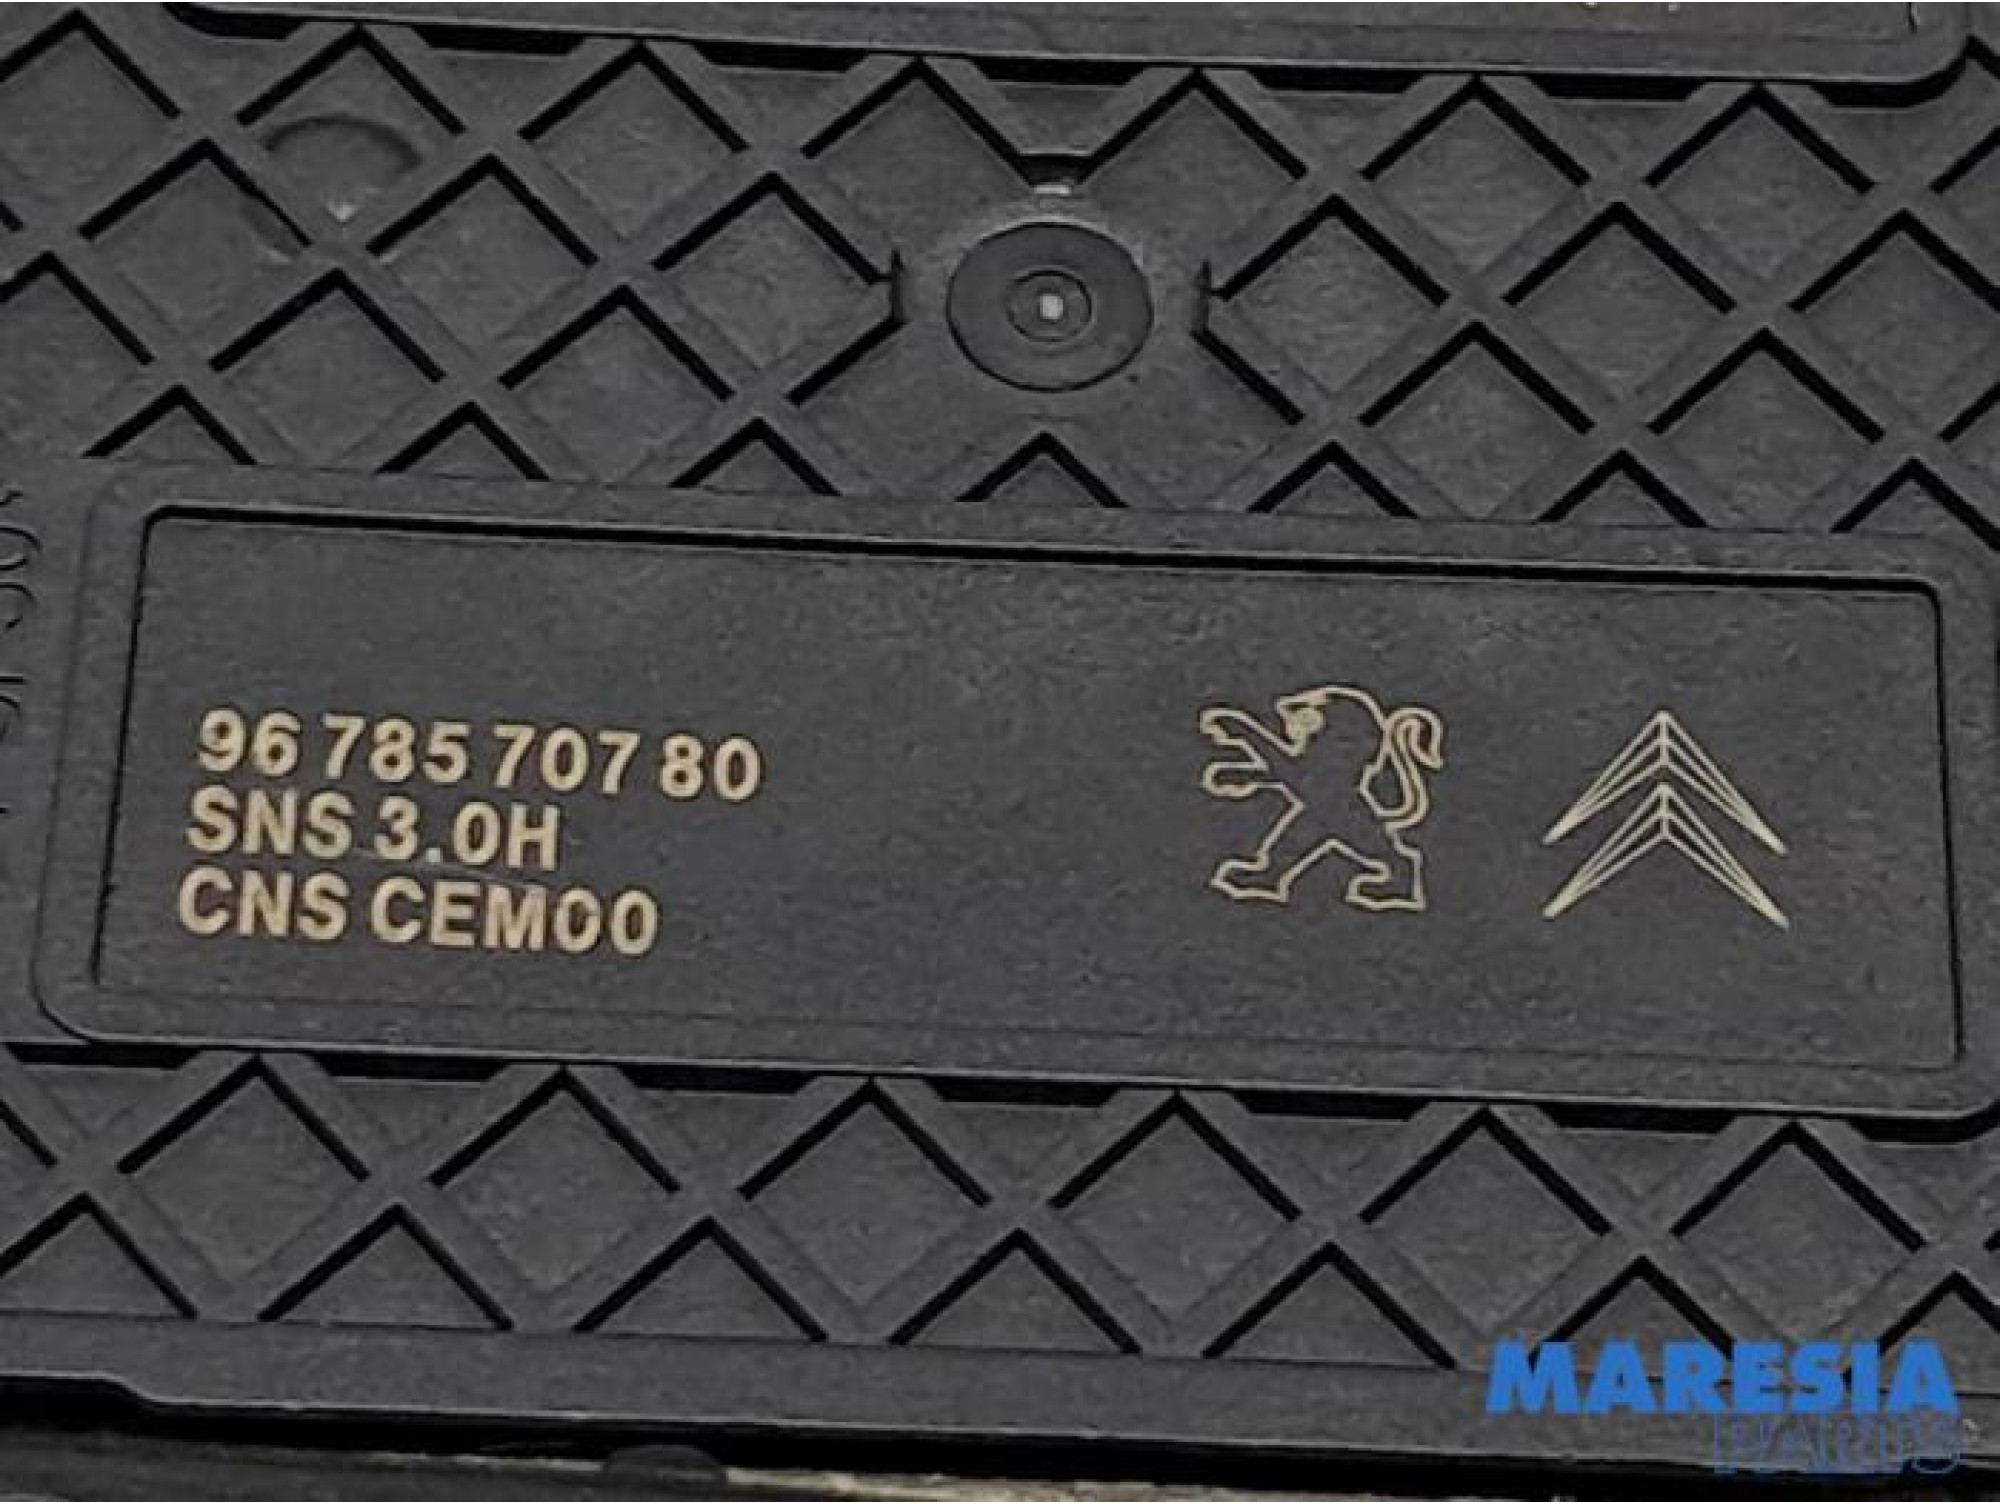 96 785 707 80
SNS 3.0H
CNS CEM00
MARESIA
PARTS